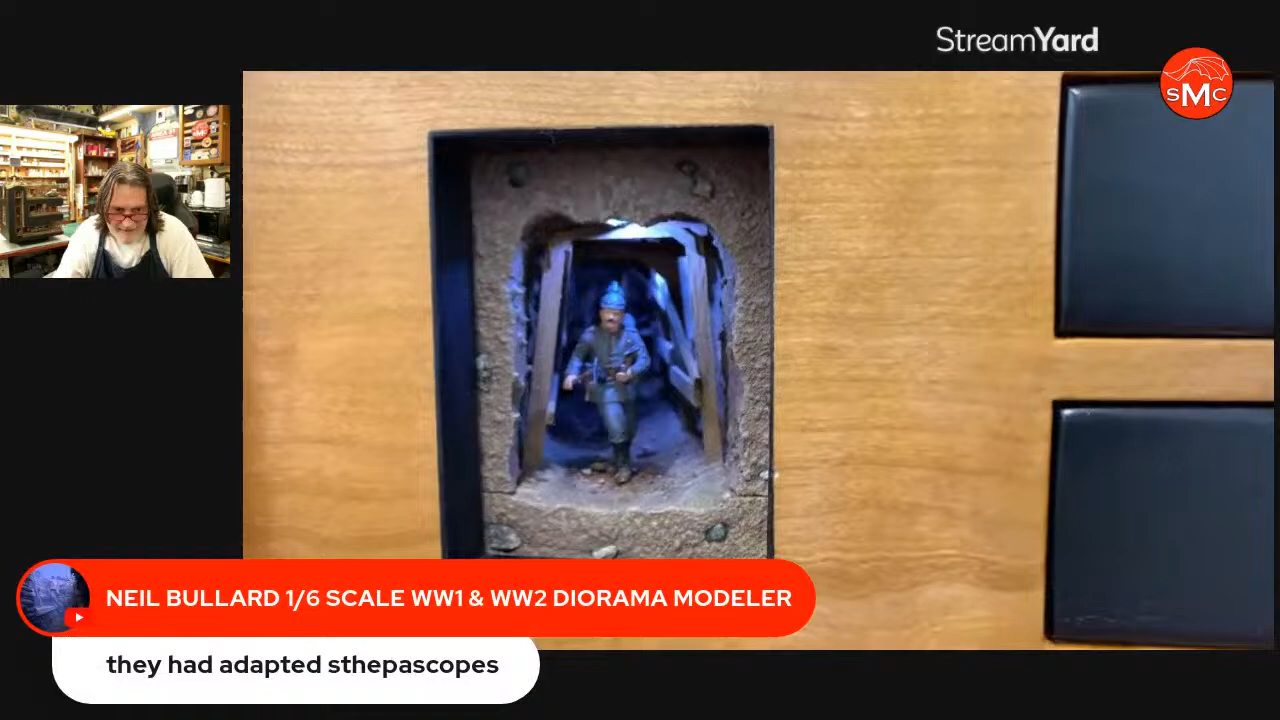 StreamYard
SMC
NEIL BULLARD 1/6 SCALE WW1 & WW2 DIORAMA MODELER
they had adapted sthepascopes